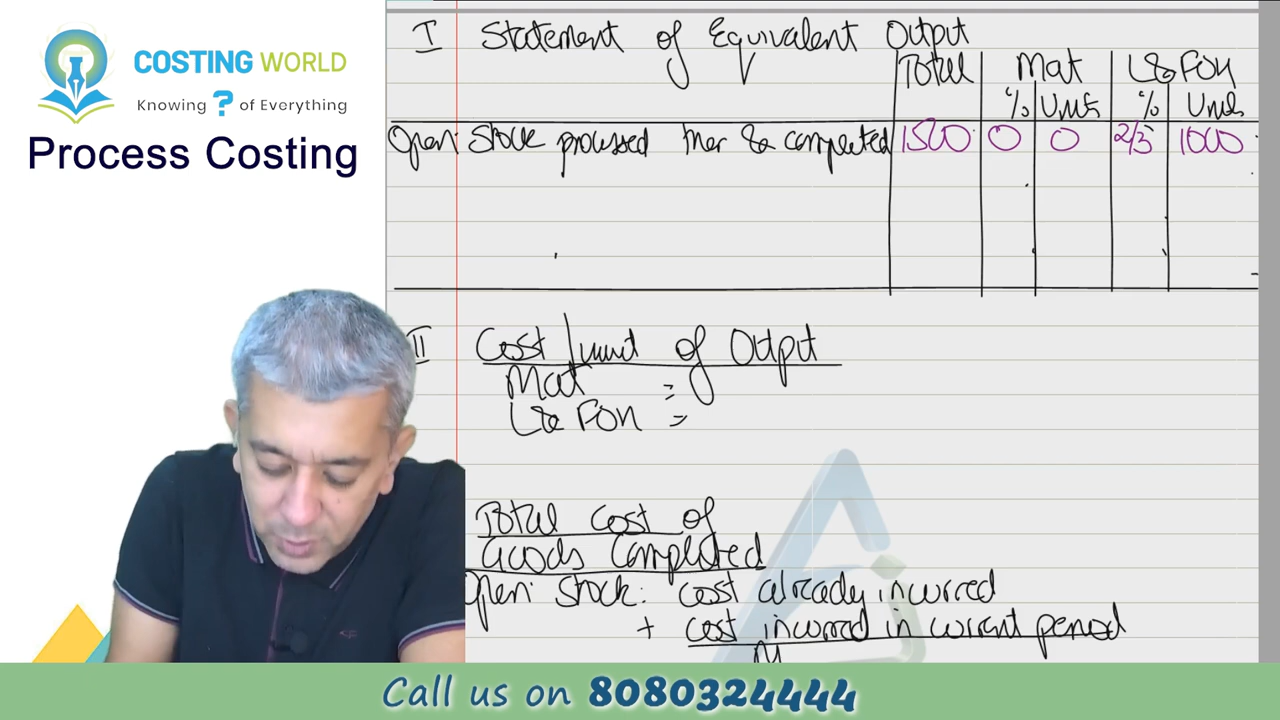 COSTING WORLD
Knowing ? of Everything
Process Costing
I Statement of Equivalent Output
Total Mat L & FOH
% Units % Units
Open: Stock processed & completed 1500 0 0 2/3 1000
II Cost/unit of Output
Mat =
L & FOH =
Total Cost of
Goods Completed
Open: Stock: cost already incurred
+ cost incurred in current period
M
Call us on 8080324444